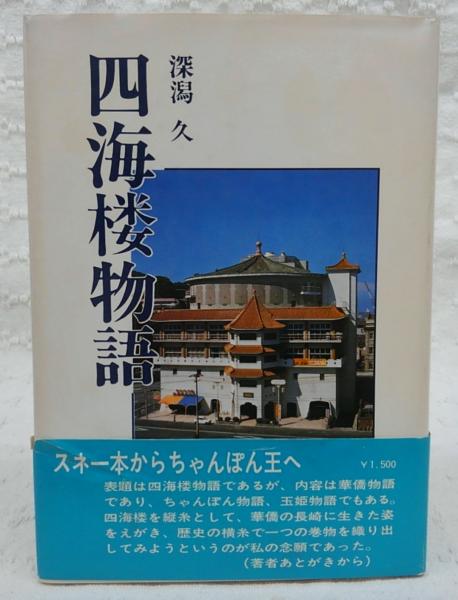 四海楼物語
深潟 久
スネ一本からちゃんぽん王へ
￥1,500
表題は四海楼物語であるが、内容は華僑物語
であり、ちゃんぽん物語、玉姫物語でもある。
四海楼を縦糸として、華僑の長崎に生きた姿
をえがき、歴史の横糸で一つの巻物を織り出
してみようというのが私の念願であった。
（著者あとがきから）